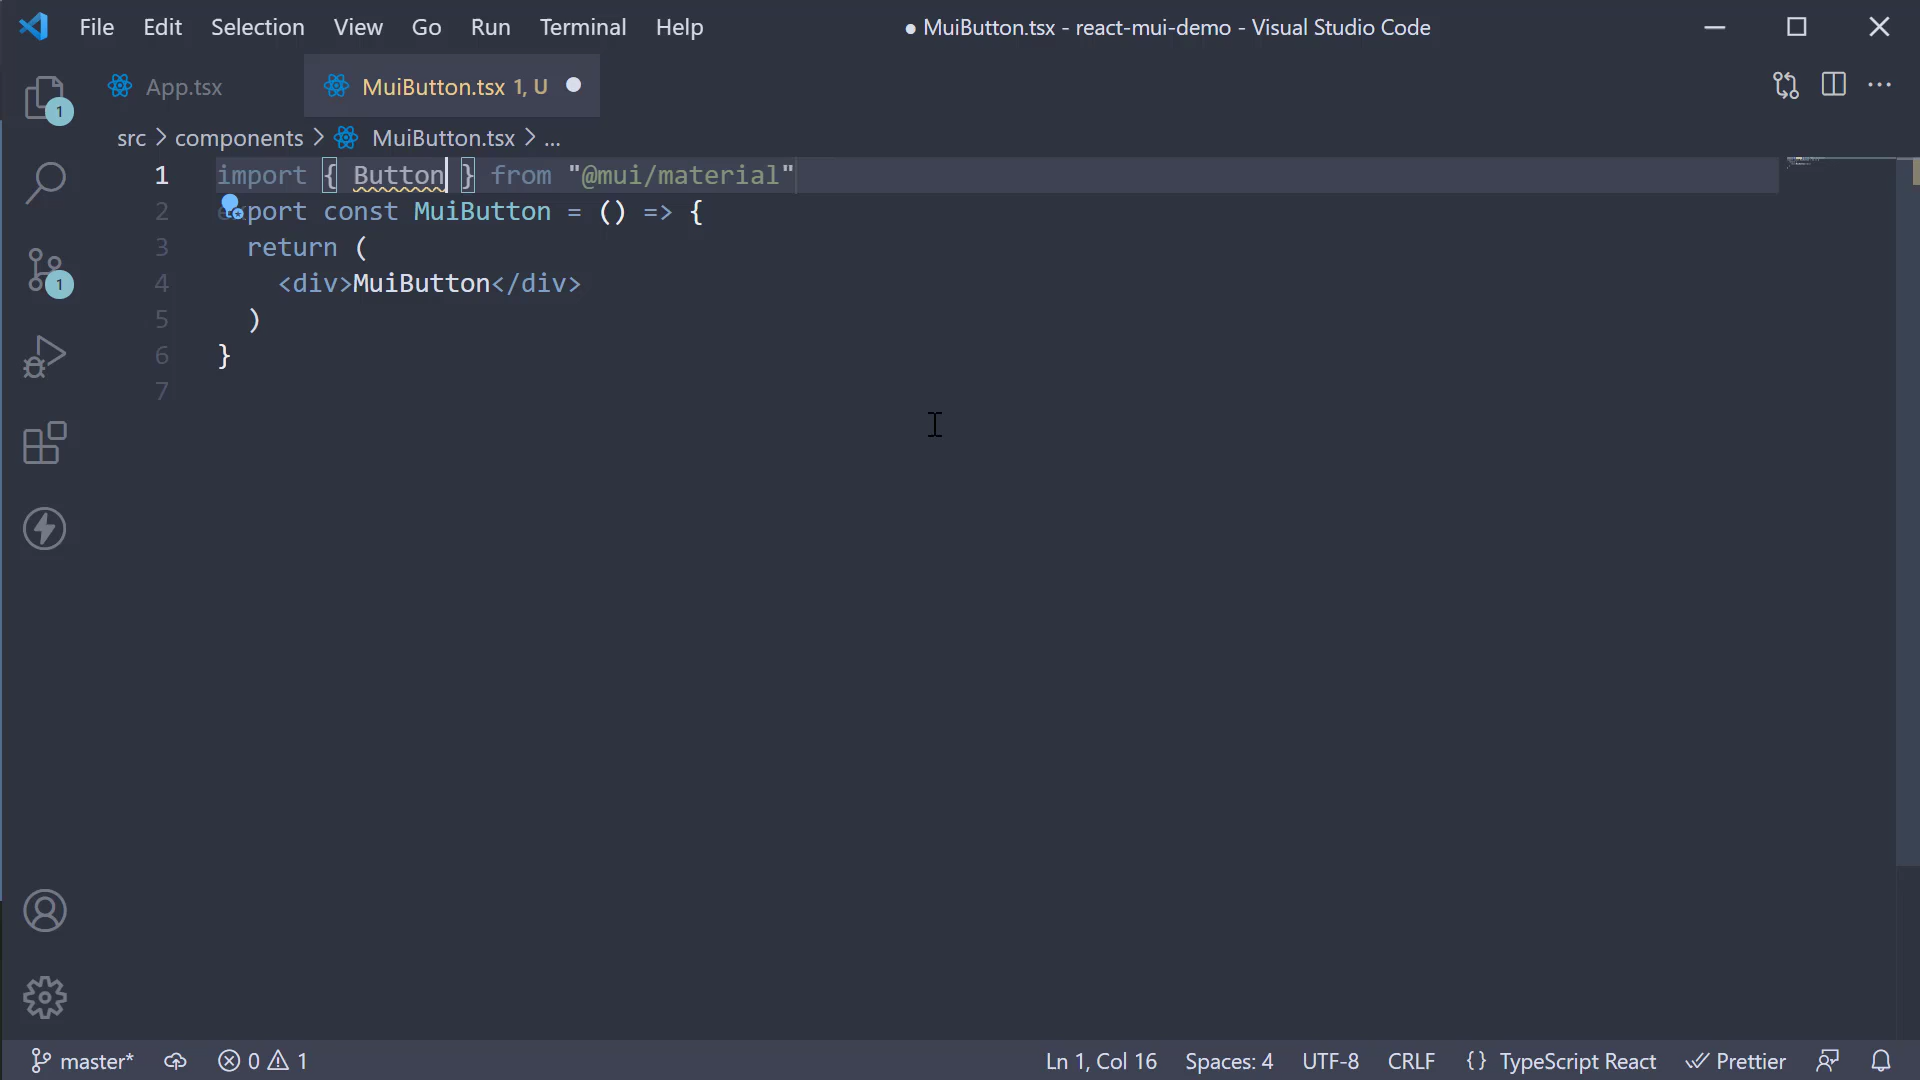 File Edit Selection View Go Run Terminal Help ● MuiButton.tsx - react-mui-demo - Visual Studio Code
App.tsx MuiButton.tsx 1, U
src > components > MuiButton.tsx > ...
1 import { Button } from "@mui/material"
2 export const MuiButton = () => {
3 return (
4 <div>MuiButton</div>
5 )
6 }
7
1
1
master* 0 1 Ln 1, Col 16 Spaces: 4 UTF-8 CRLF {} TypeScript React Prettier